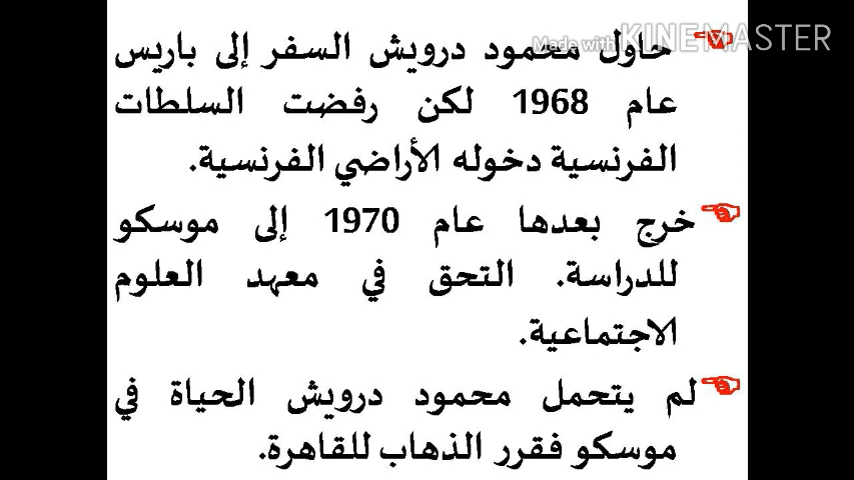 حاول محمود درويش السفر إلى باريس
عام 1968 لكن رفضت السلطات
الفرنسية دخوله الأراضي الفرنسية.
خرج بعدها عام 1970 إلى موسكو
للدراسة. التحق في معهد العلوم
الاجتماعية.
لم يتحمل محمود درويش الحياة في
موسكو فقرر الذهاب للقاهرة.
Made with KINEMASTER